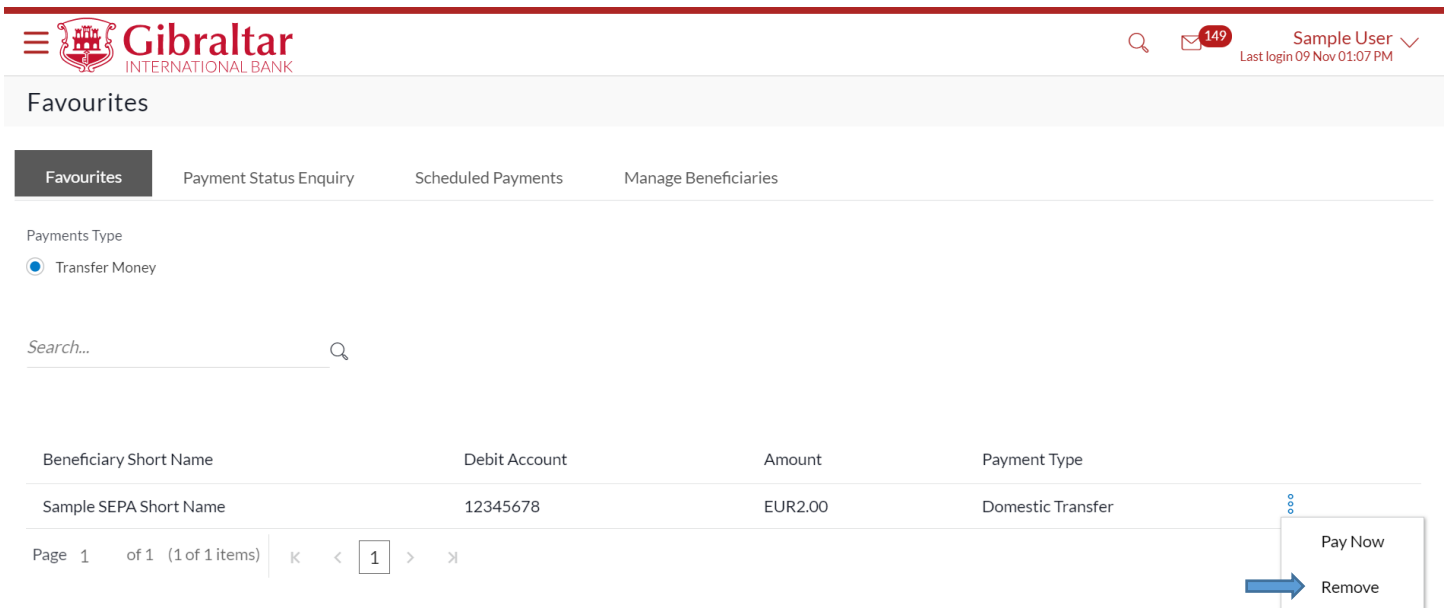 Gibraltar
INTERNATIONAL BANK
149
Sample User
Last login 09 Nov 01:07 PM
Favourites
Favourites Payment Status Enquiry Scheduled Payments Manage Beneficiaries
Payments Type
Transfer Money
Search...
Beneficiary Short Name Debit Account Amount Payment Type
Sample SEPA Short Name 12345678 EUR2.00 Domestic Transfer
Page 1 of 1 (1 of 1 items) 1
Pay Now
Remove